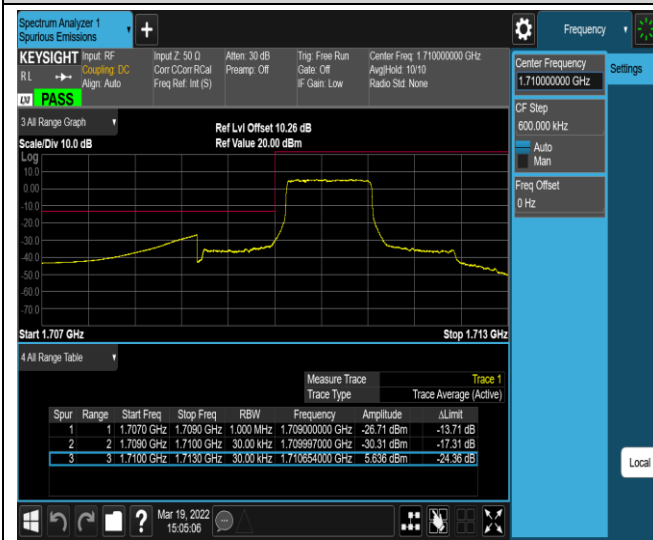 Spectrum Analyzer 1
Spurious Emissions
+
Frequency
KEYSIGHT
RL
LXI PASS
Input: RF
Coupling: DC
Align: Auto
Input Z: 50 Ω
Corr CCorr RCal
Freq Ref: Int (S)
Atten: 30 dB
Preamp: Off
Trig: Free Run
Gate: Off
IF Gain: Low
Center Freq: 1.710000000 GHz
Avg|Hold: 10/10
Radio Std: None
Center Frequency
1.710000000 GHz
Settings
CF Step
600.000 kHz
Auto
Man
Freq Offset
0 Hz
3 All Range Graph
Scale/Div 10.0 dB
Ref Lvl Offset 10.26 dB
Ref Value 20.00 dBm
Log
10.0
0.00
-10.0
-20.0
-30.0
-40.0
-50.0
-60.0
-70.0
Start 1.707 GHz
Stop 1.713 GHz
4 All Range Table
Measure Trace Trace 1
Trace Type Trace Average (Active)
Spur Range Start Freq Stop Freq RBW Frequency Amplitude ΔLimit
1 1 1.7070 GHz 1.7090 GHz 1.000 MHz 1.709000000 GHz -26.71 dBm -13.71 dB
2 2 1.7090 GHz 1.7100 GHz 30.00 kHz 1.709997000 GHz -30.31 dBm -17.31 dB
3 3 1.7100 GHz 1.7130 GHz 30.00 kHz 1.710654000 GHz 5.636 dBm -24.36 dB
Local
?
Mar 19, 2022
15:05:06